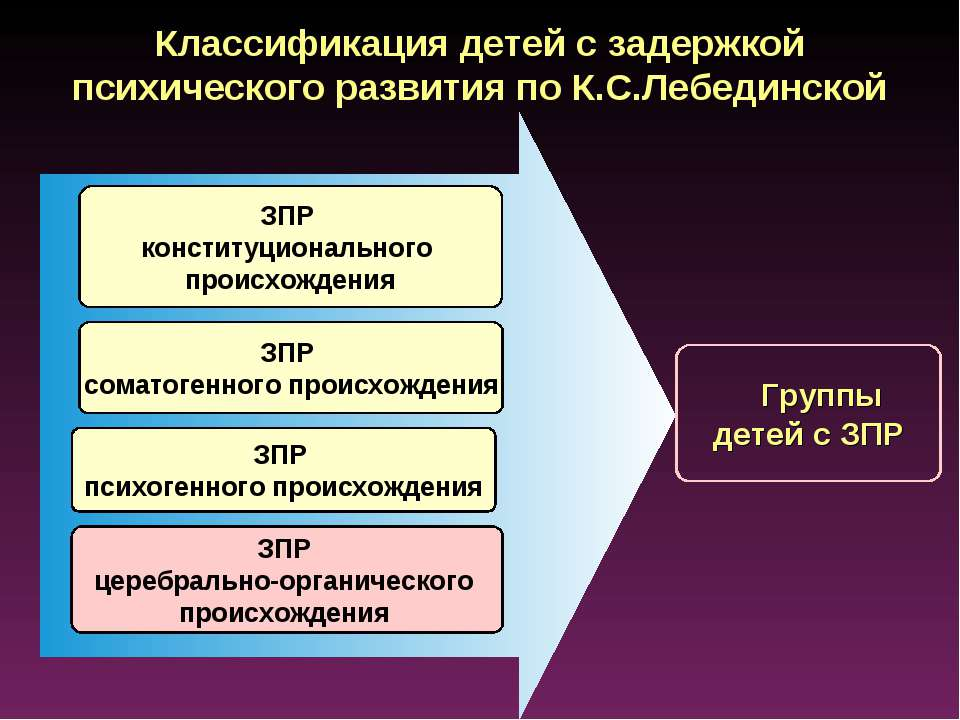 Классификация детей с задержкой
психического развития по К.С.Лебединской
ЗПР
конституционального
происхождения
ЗПР
соматогенного происхождения
ЗПР
психогенного происхождения
ЗПР
церебрально-органического
происхождения
Группы
детей с ЗПР